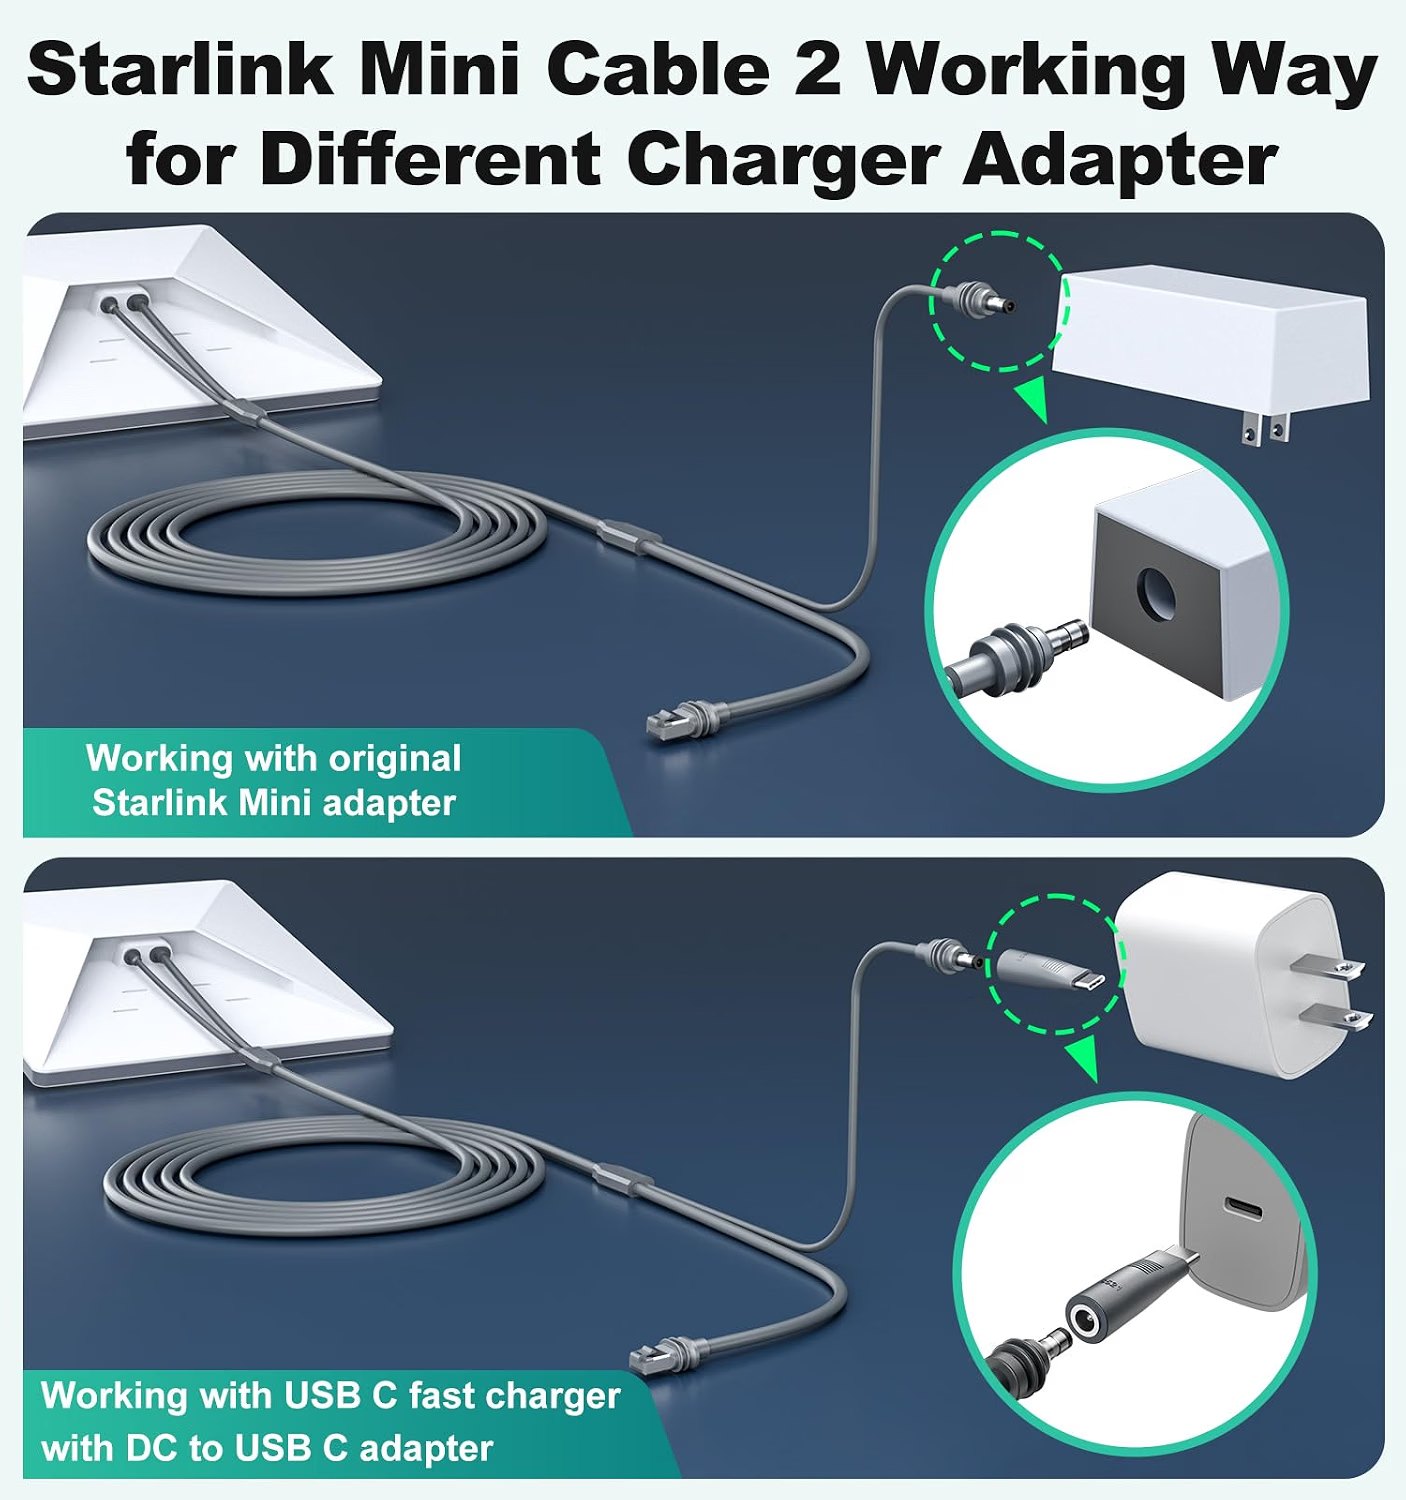 Starlink Mini Cable 2 Working Way
for Different Charger Adapter
Working with original
Starlink Mini adapter
Working with USB C fast charger
with DC to USB C adapter